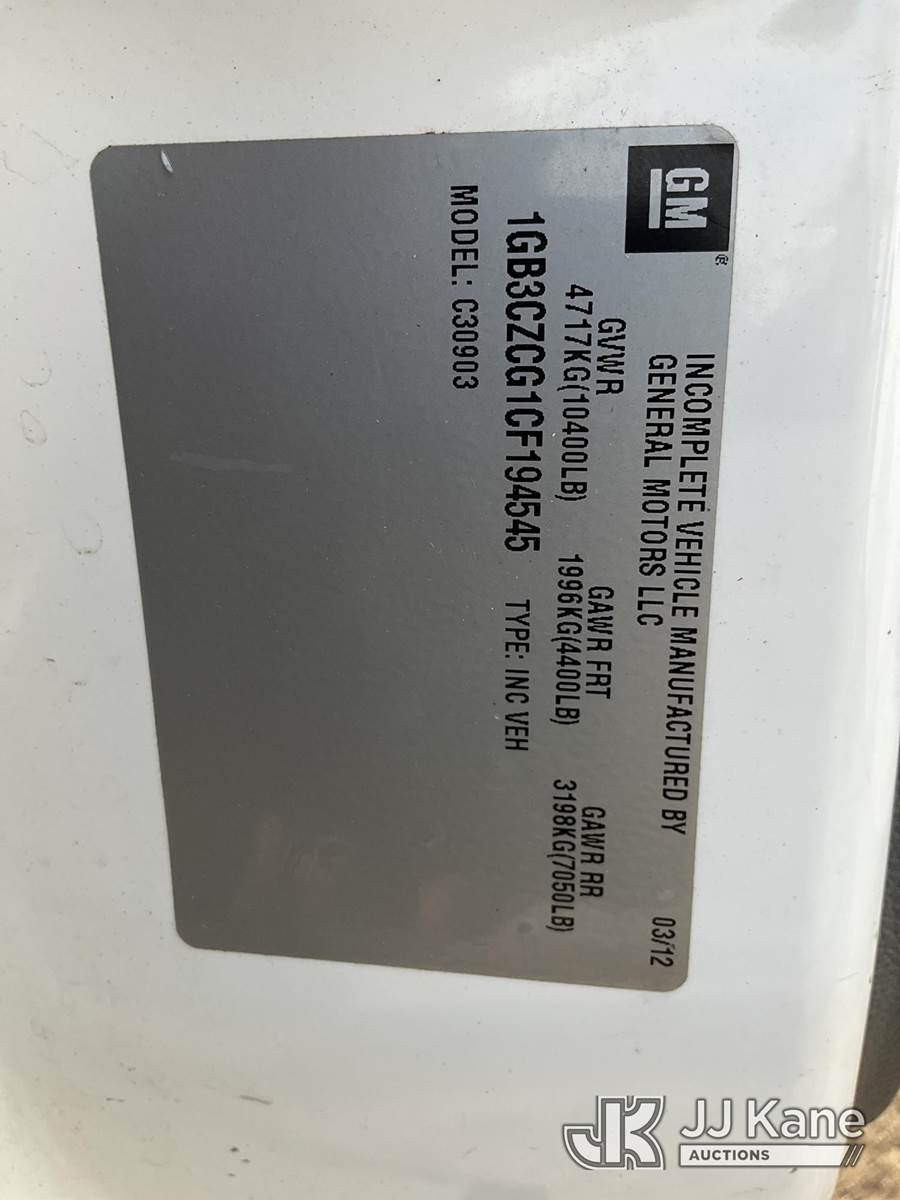 GM®
INCOMPLETE VEHICLE MANUFACTURED BY
GENERAL MOTORS LLC
03/12
GVWR GAWR FRT GAWR RR
4717KG(10400LB) 1996KG(4400LB) 3198KG(7050LB)
1GB3CZCG1CF194545 TYPE: INC VEH
MODEL: C30903
JK JJ Kane
AUCTIONS